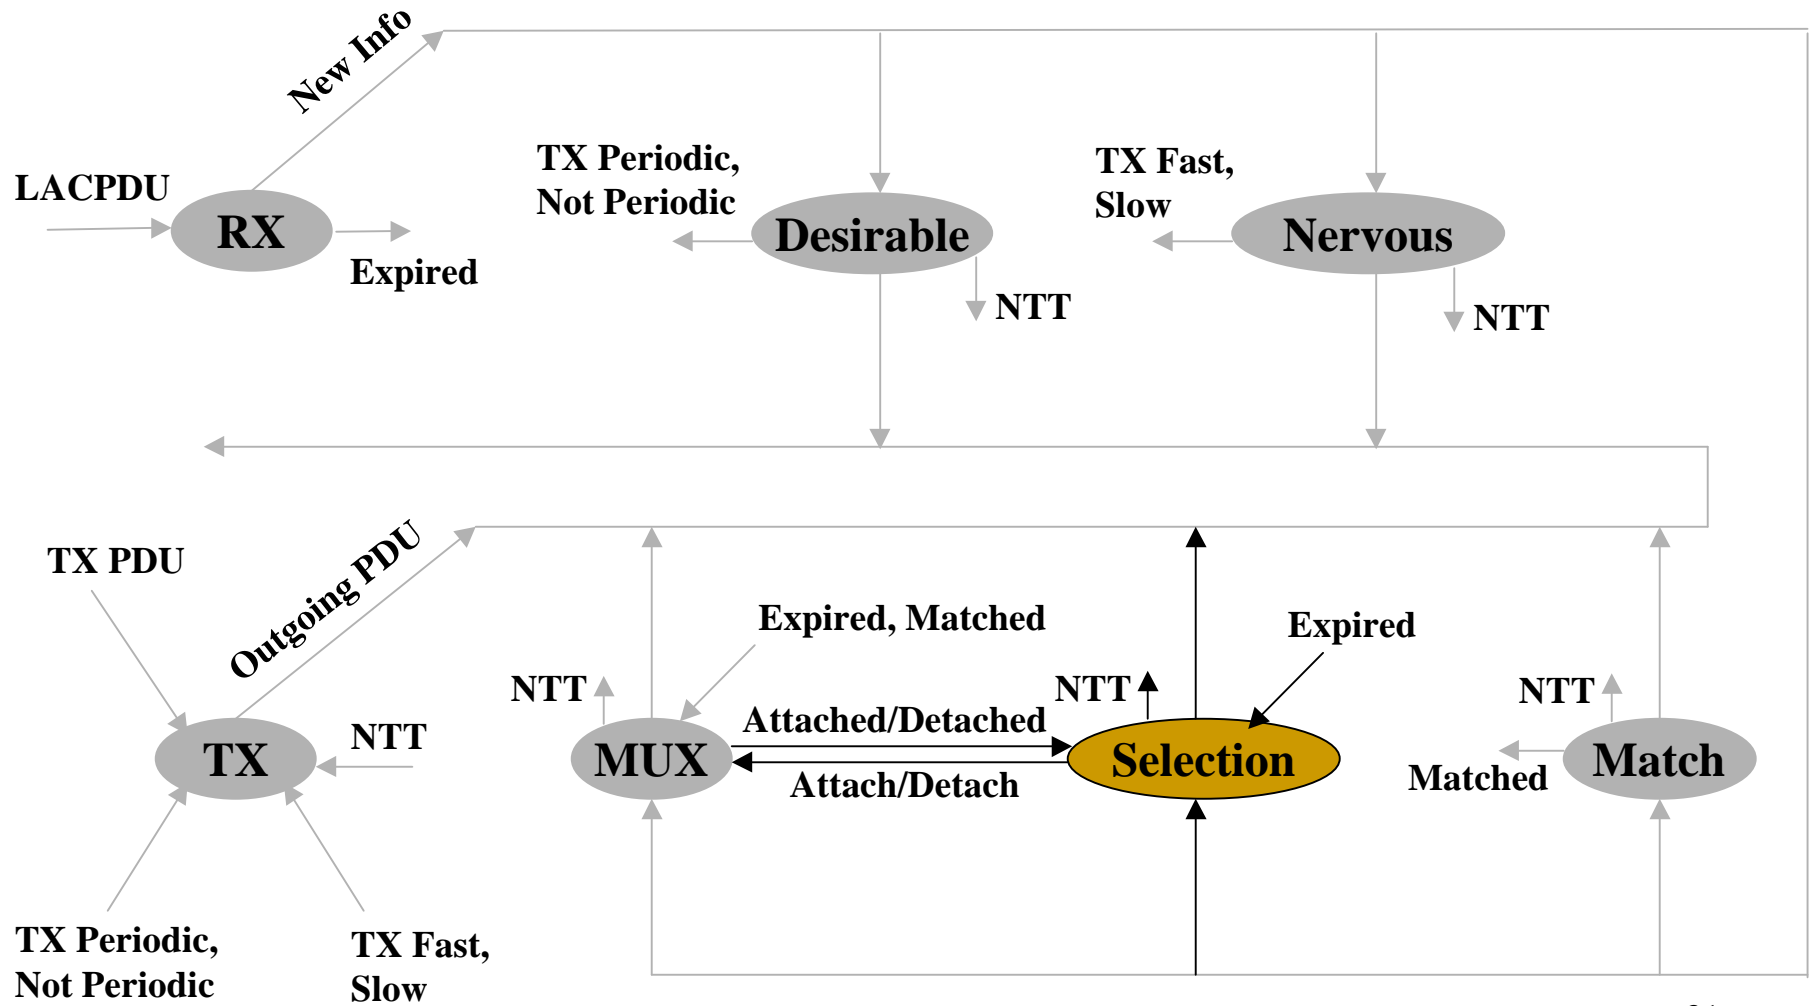 New Info
TX Periodic,
Not Periodic
TX Fast,
Slow
LACPDU
RX
Expired
Desirable
NTT
Nervous
NTT
TX PDU
Outgoing PDU
Expired, Matched
Expired
NTT
NTT
NTT
Attached/Detached
NTT
TX
MUX
Selection
Match
Attach/Detach
Matched
TX Periodic,
Not Periodic
TX Fast,
Slow